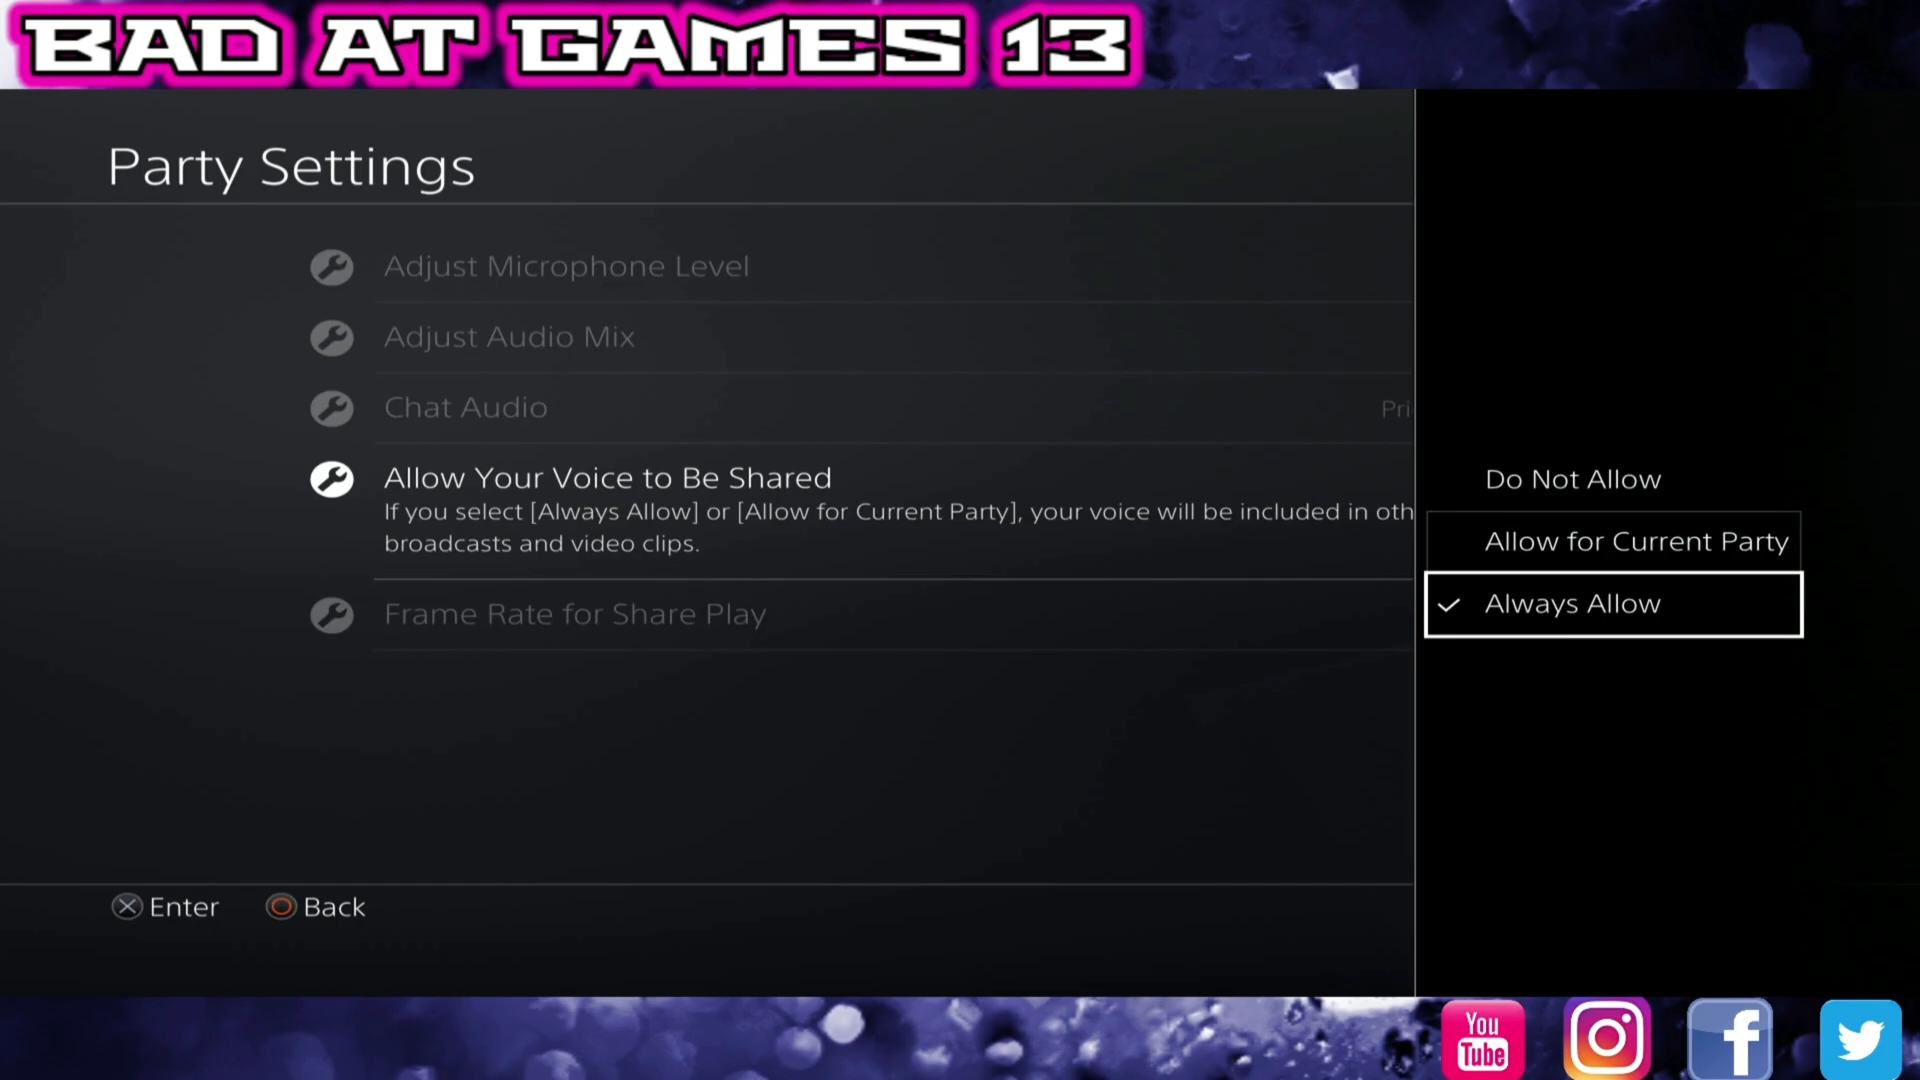 BAD AT GAMES 13
Party Settings
Adjust Microphone Level
Adjust Audio Mix
Chat Audio
Pri
Allow Your Voice to Be Shared
If you select [Always Allow] or [Allow for Current Party], your voice will be included in oth
broadcasts and video clips.
Frame Rate for Share Play
Do Not Allow
Allow for Current Party
Always Allow
Enter
Back
You
Tube